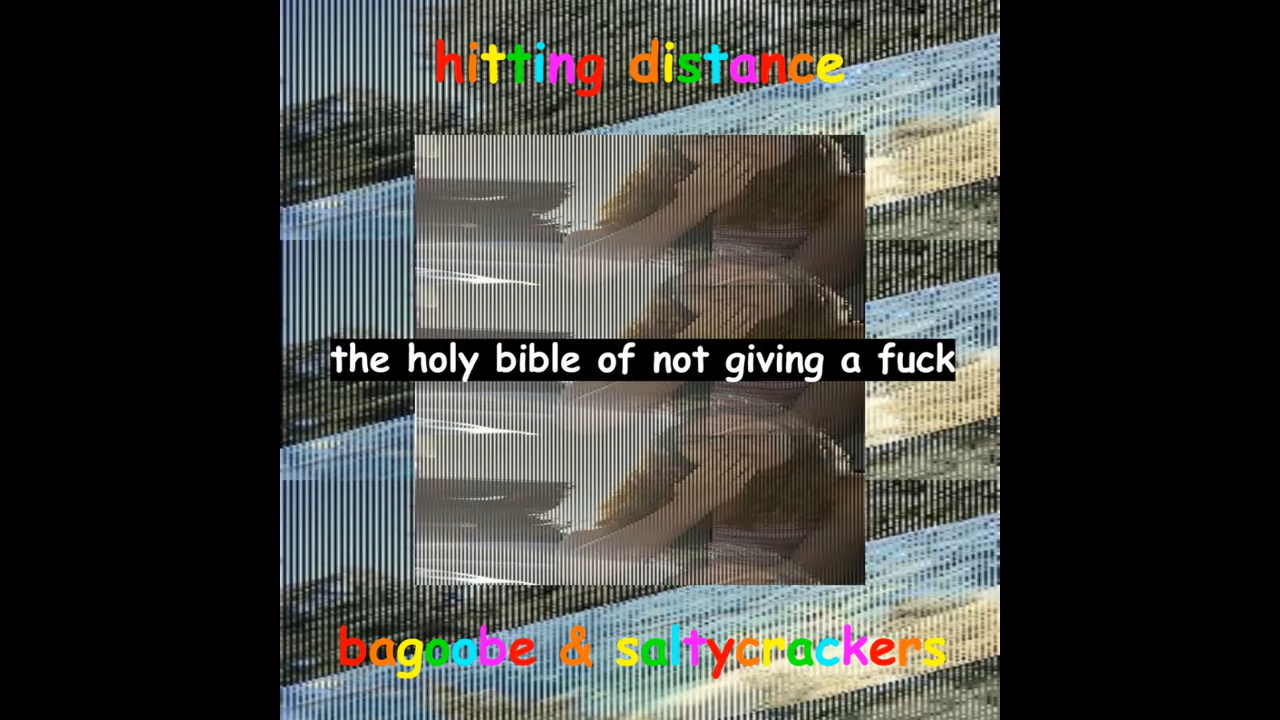 hitting distance
the holy bible of not giving a fuck
bagoobe & saltycrackers